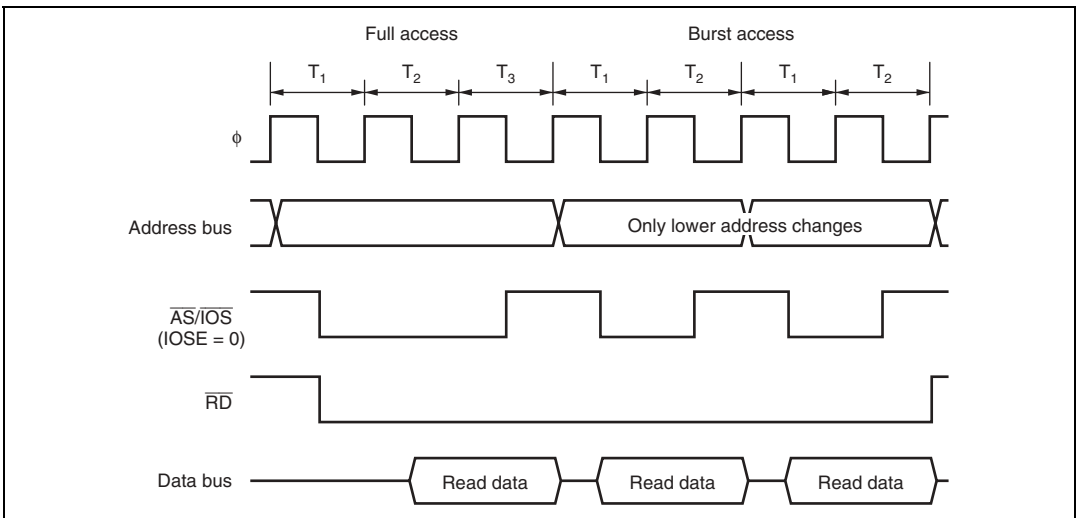 Full access Burst access
T1 T2 T3 T1 T2 T1 T2
ϕ
Address bus Only lower address changes
AS/IOS
(IOSE = 0)
RD
Data bus Read data Read data Read data